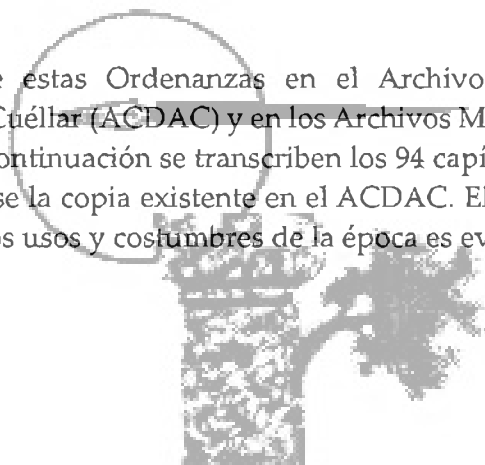 e estas Ordenanzas en el Archivo
Cuéllar (ACDAC) y en los Archivos M
ontinuación se transcriben los 94 capí
se la copia existente en el ACDAC. El
os usos y costumbres de la época es ev